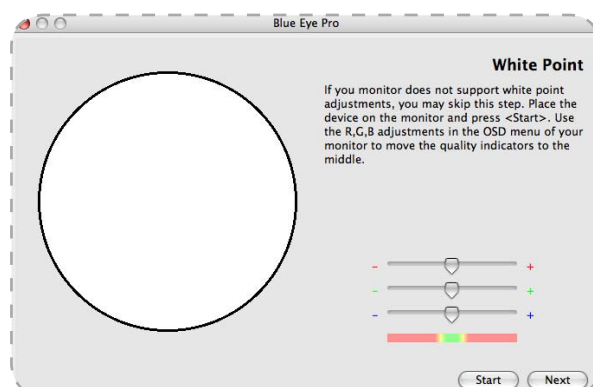 Blue Eye Pro
White Point
If you monitor does not support white point
adjustments, you may skip this step. Place the
device on the monitor and press <Start>. Use
the R,G,B adjustments in the OSD menu of your
monitor to move the quality indicators to the
middle.
- +
- +
- +
Start Next